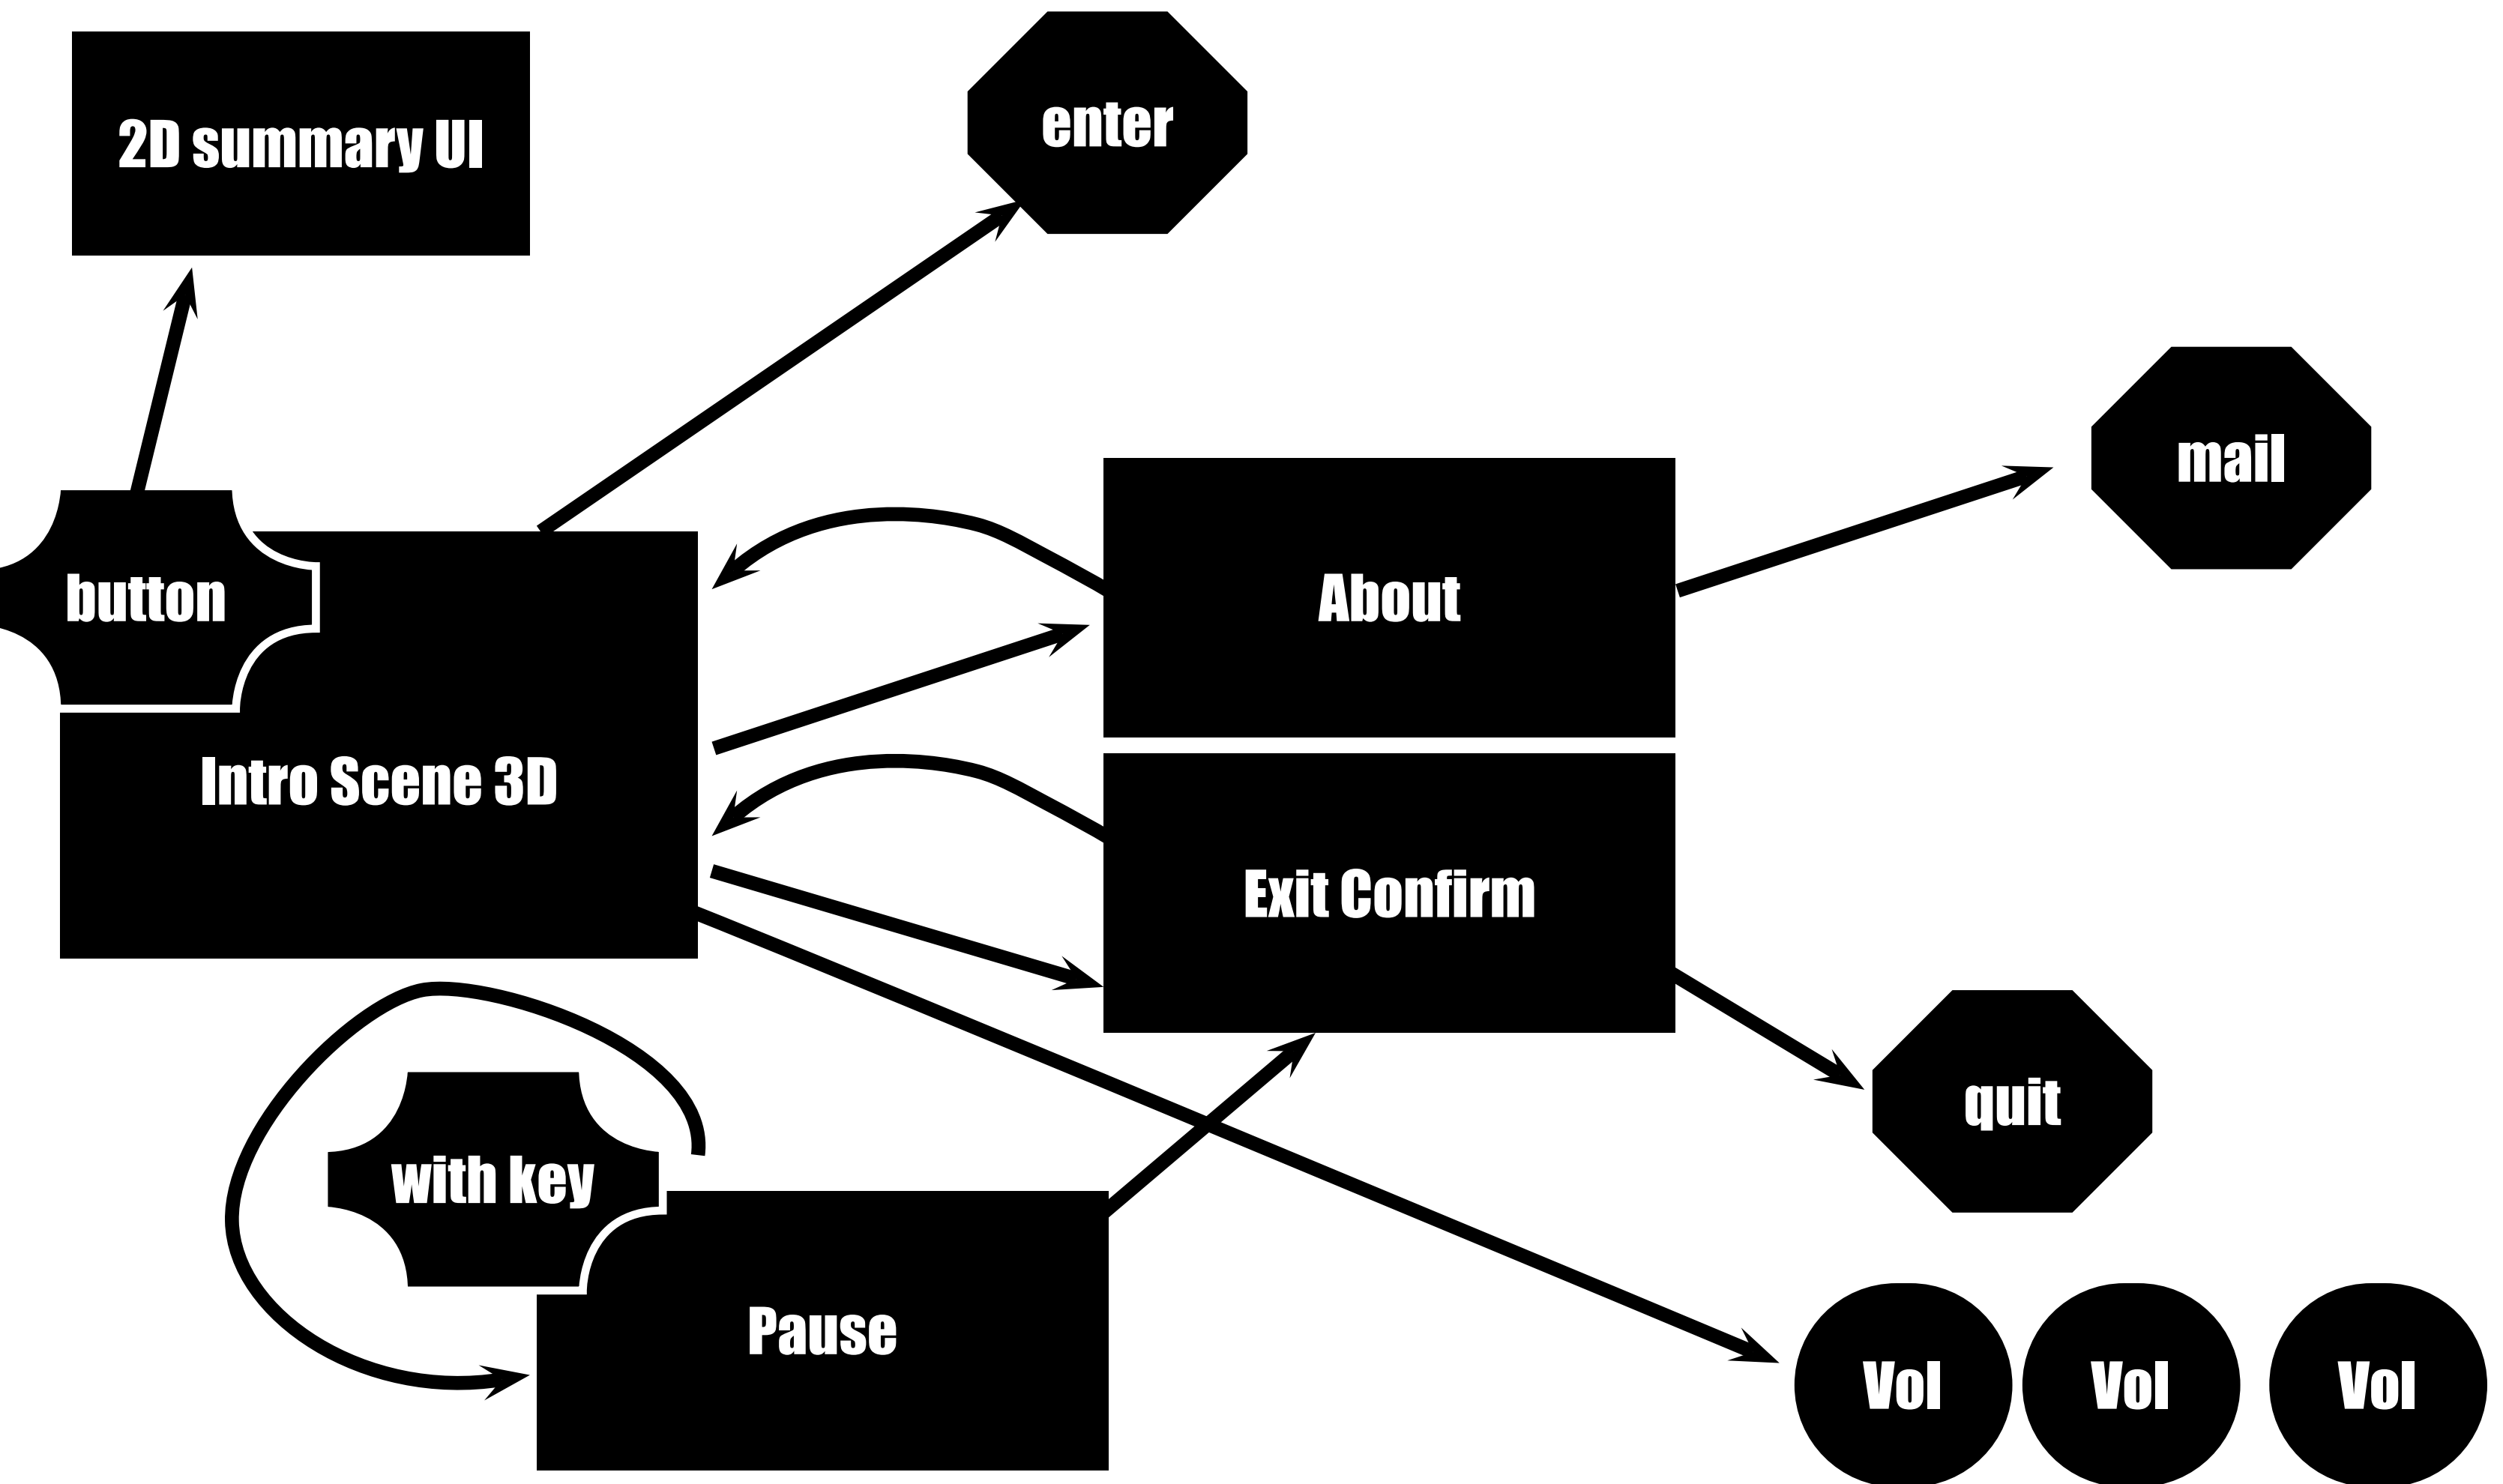 2D summary UI
enter
mail
button
About
Intro Scene 3D
Exit Confirm
quit
with key
Pause
Vol
Vol
Vol